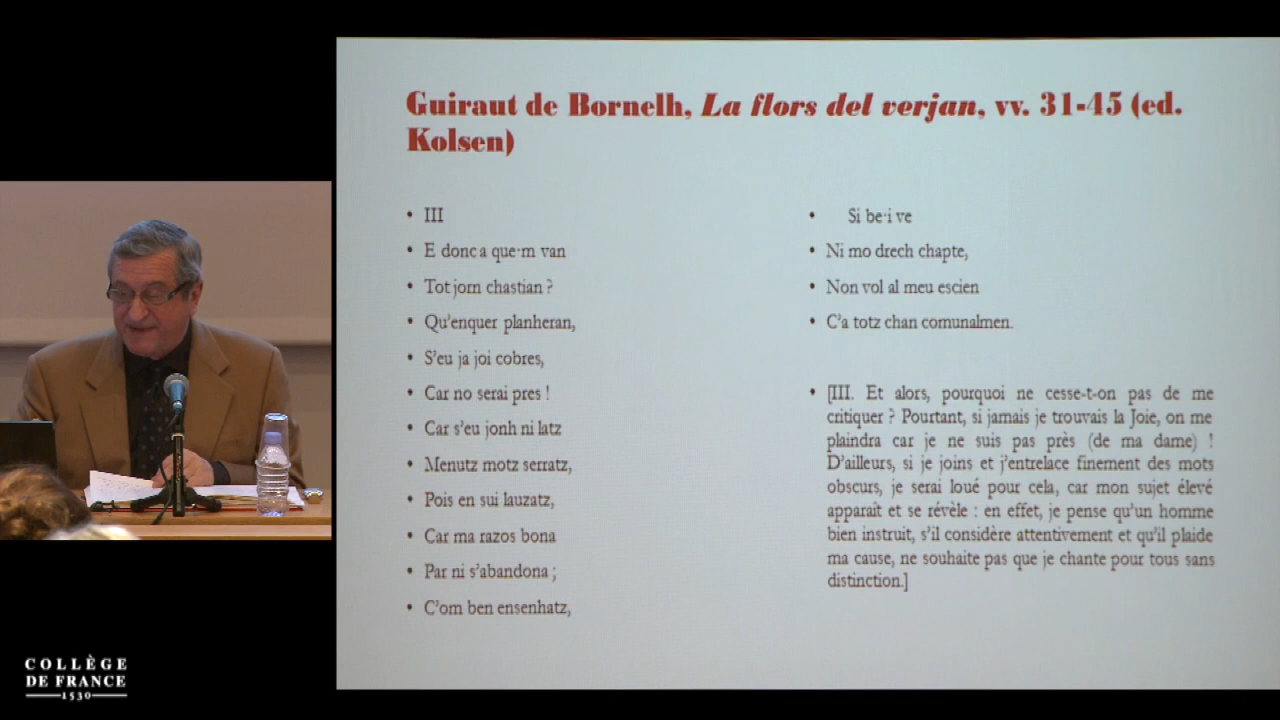 Guiraut de Bornelh, La flors del verjan, vv. 31-45 (ed.
Kolsen)
• III
• E donc a que·m van
• Tot jorn chastian ?
• Qu'enquer planheran,
• S'eu ja joi cobres,
• Car no serai pres !
• Car s'eu jonh ni latz
• Menutz motz serratz,
• Pois en sui lauzatz,
• Car ma razos bona
• Par ni s'abandona ;
• C'om ben ensenhatz,
• Si be·i ve
• Ni mo drech chapte,
• Non vol al meu escien
• C'a totz chan comunalmen.
• [III. Et alors, pourquoi ne cesse-t-on pas de me
critiquer ? Pourtant, si jamais je trouvais la Joie, on me
plaindra car je ne suis pas près (de ma dame) !
D'ailleurs, si je joins et j'entrelace finement des mots
obscurs, je serai loué pour cela, car mon sujet élevé
apparaît et se révèle : en effet, je pense qu'un homme
bien instruit, s'il considère attentivement et qu'il plaide
ma cause, ne souhaite pas que je chante pour tous sans
distinction.]
COLLÈGE
DE FRANCE
1530